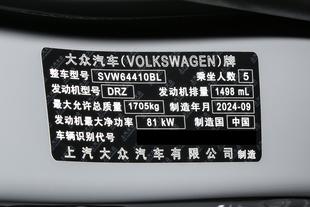 大众汽车(VOLKSWAGEN)牌
整车型号 SVW64410BL 乘坐人数 5
发动机型号 DRZ 发动机排量 1498 mL
最大允许总质量 1705kg 制造年月 2024-09
发动机最大净功率 81 kW 制造国 中国
车辆识别代号
上汽大众汽车有限公司 制造